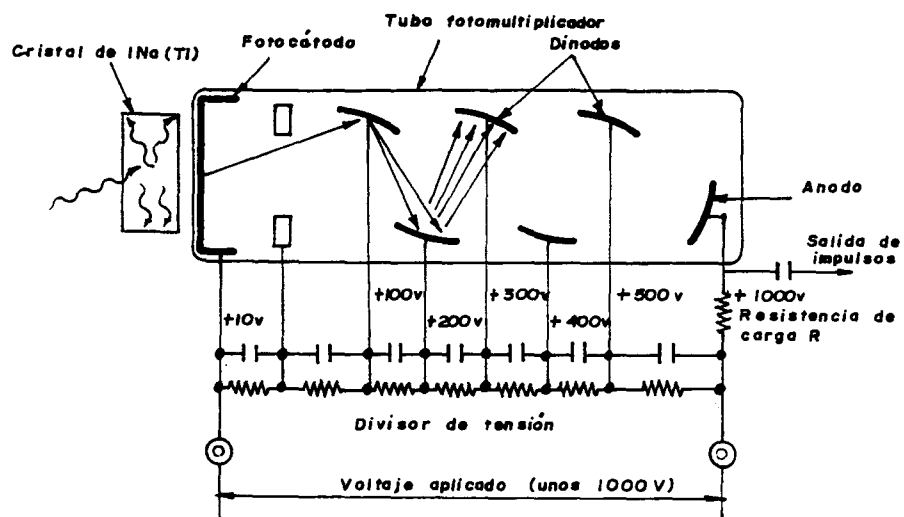 Tubo fotomultiplicador
Fotocátodo
Dinodos
Cristal de INa(Tl)
Anodo
Salida de
impulsos
+100v
+300v
+500 v
+1000v
+10v
+200v
+400v
Resistencia de
carga R
Divisor de tensión
Voltaje aplicado (unos 1000 V)